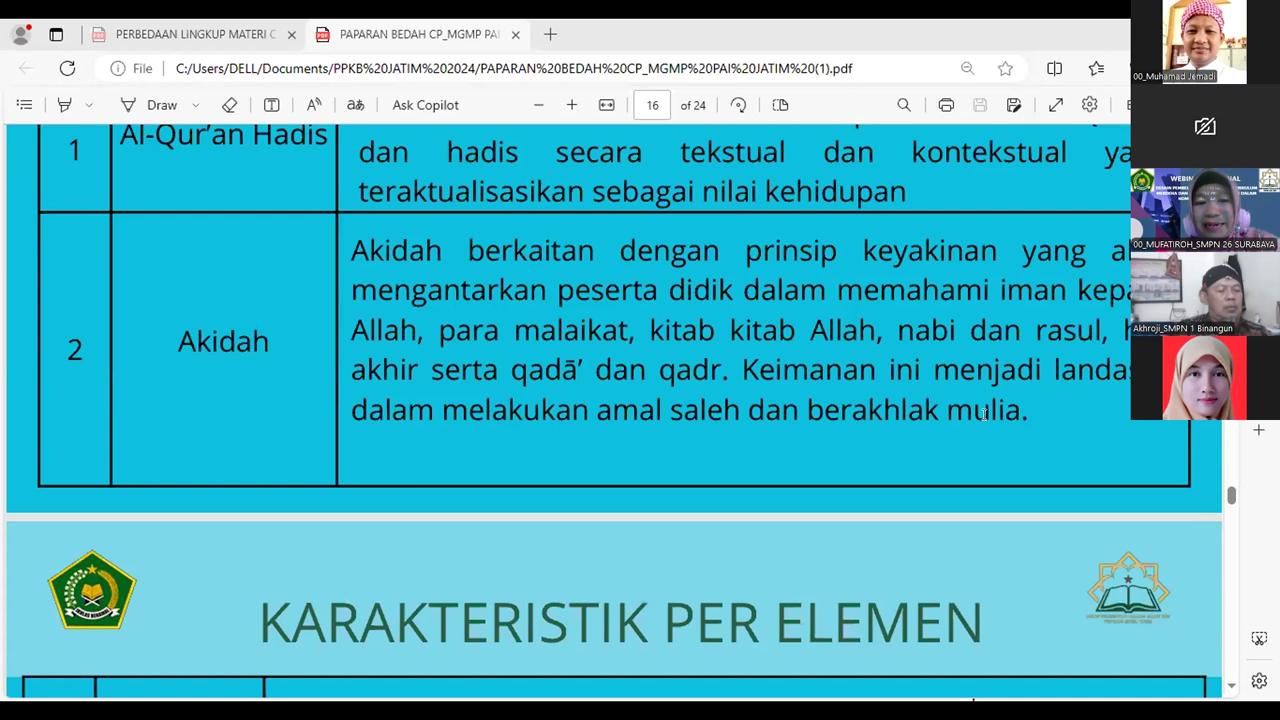 PERBEDAAN LINGKUP MATERI C
PAPARAN BEDAH CP_MGMP PAI
File
C:/Users/DELL/Documents/PPKB%20JATIM%202024/PAPARAN%20BEDAH%20CP_MGMP%20PAI%20JATIM%20(1).pdf
Draw
Ask Copilot
16
of 24
1
Al-Qur’an Hadis
dan hadis secara tekstual dan kontekstual
teraktualisasikan sebagai nilai kehidupan
2
Akidah
Akidah berkaitan dengan prinsip keyakinan yang
mengantarkan peserta didik dalam memahami iman
Allah, para malaikat, kitab kitab Allah, nabi dan rasul,
akhir serta qadā’ dan qadr. Keimanan ini menjadi
dalam melakukan amal saleh dan berakhlak mulia.
KARAKTERISTIK PER ELEMEN
00_Muhamad Jemadi
00_MUFATIROH_SMPN 26 SURABAYA
Akhroji_SMPN 1 Binangun